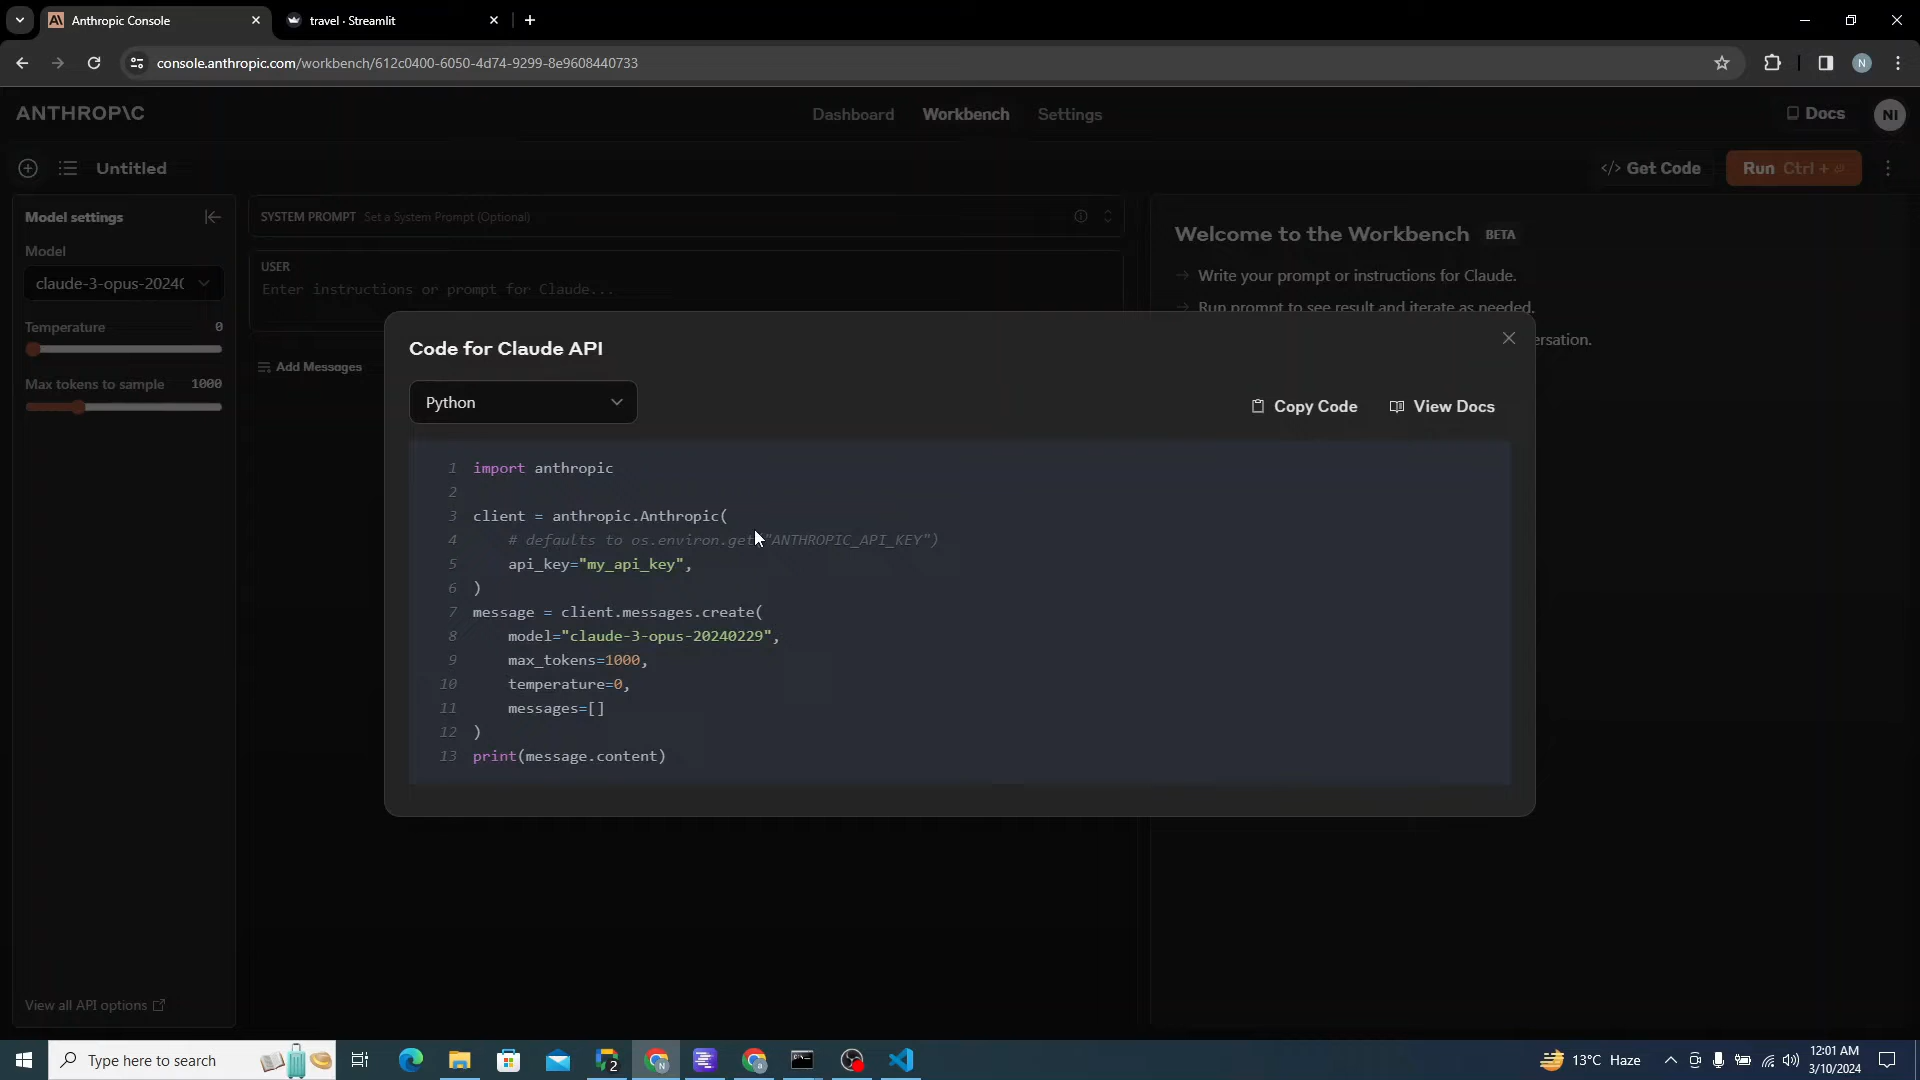 Anthropic Console
travel · Streamlit
console.anthropic.com/workbench/612c0400-6050-4d74-9299-8e9608440733
N
ANTHROP\C
Dashboard
Workbench
Settings
Docs
NI
Untitled
</> Get Code
Run Ctrl + ⏎
Model settings
SYSTEM PROMPT Set a System Prompt (Optional)
Welcome to the Workbench BETA
Model
USER
claude-3-opus-2024(
Enter instructions or prompt for Claude...
→ Write your prompt or instructions for Claude.
→ Run prompt to see result and iterate as needed.
Temperature 0
ersation.
Add Messages
Max tokens to sample 1000
Code for Claude API
Python
Copy Code
View Docs
1 import anthropic
2
3 client = anthropic.Anthropic(
4 # defaults to os.environ.get("ANTHROPIC_API_KEY")
5 api_key="my_api_key",
6 )
7 message = client.messages.create(
8 model="claude-3-opus-20240229",
9 max_tokens=1000,
10 temperature=0,
11 messages=[]
12 )
13 print(message.content)
View all API options
Type here to search
2
N
a
13°C Haze
12:01 AM
3/10/2024